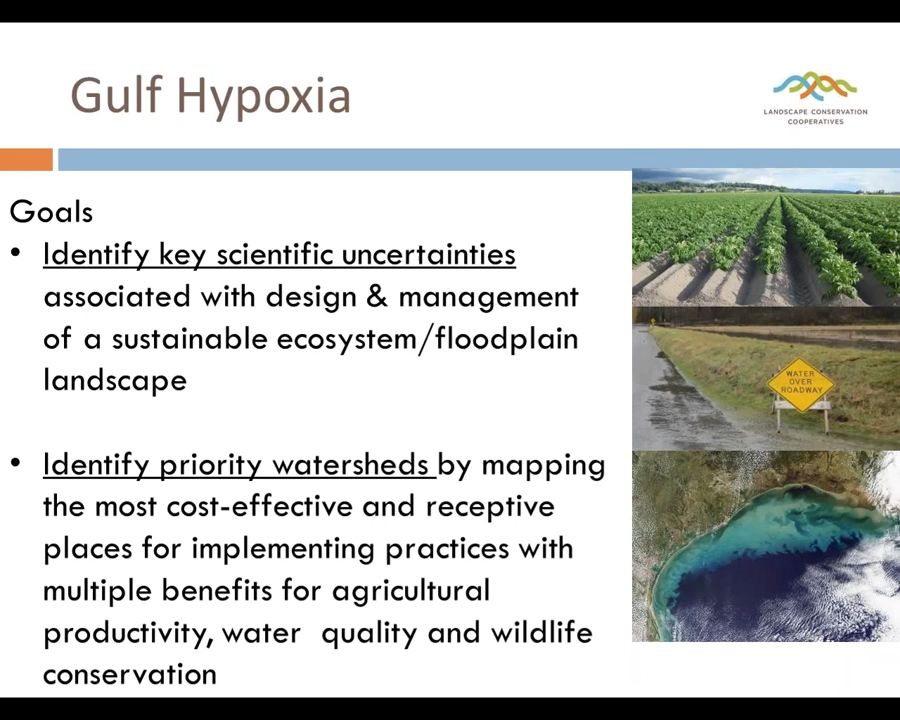 Gulf Hypoxia
LANDSCAPE CONSERVATION
COOPERATIVES
Goals
• Identify key scientific uncertainties
associated with design & management
of a sustainable ecosystem/floodplain
landscape
• Identify priority watersheds by mapping
the most cost-effective and receptive
places for implementing practices with
multiple benefits for agricultural
productivity, water quality and wildlife
conservation
WATER
OVER
ROADWAY